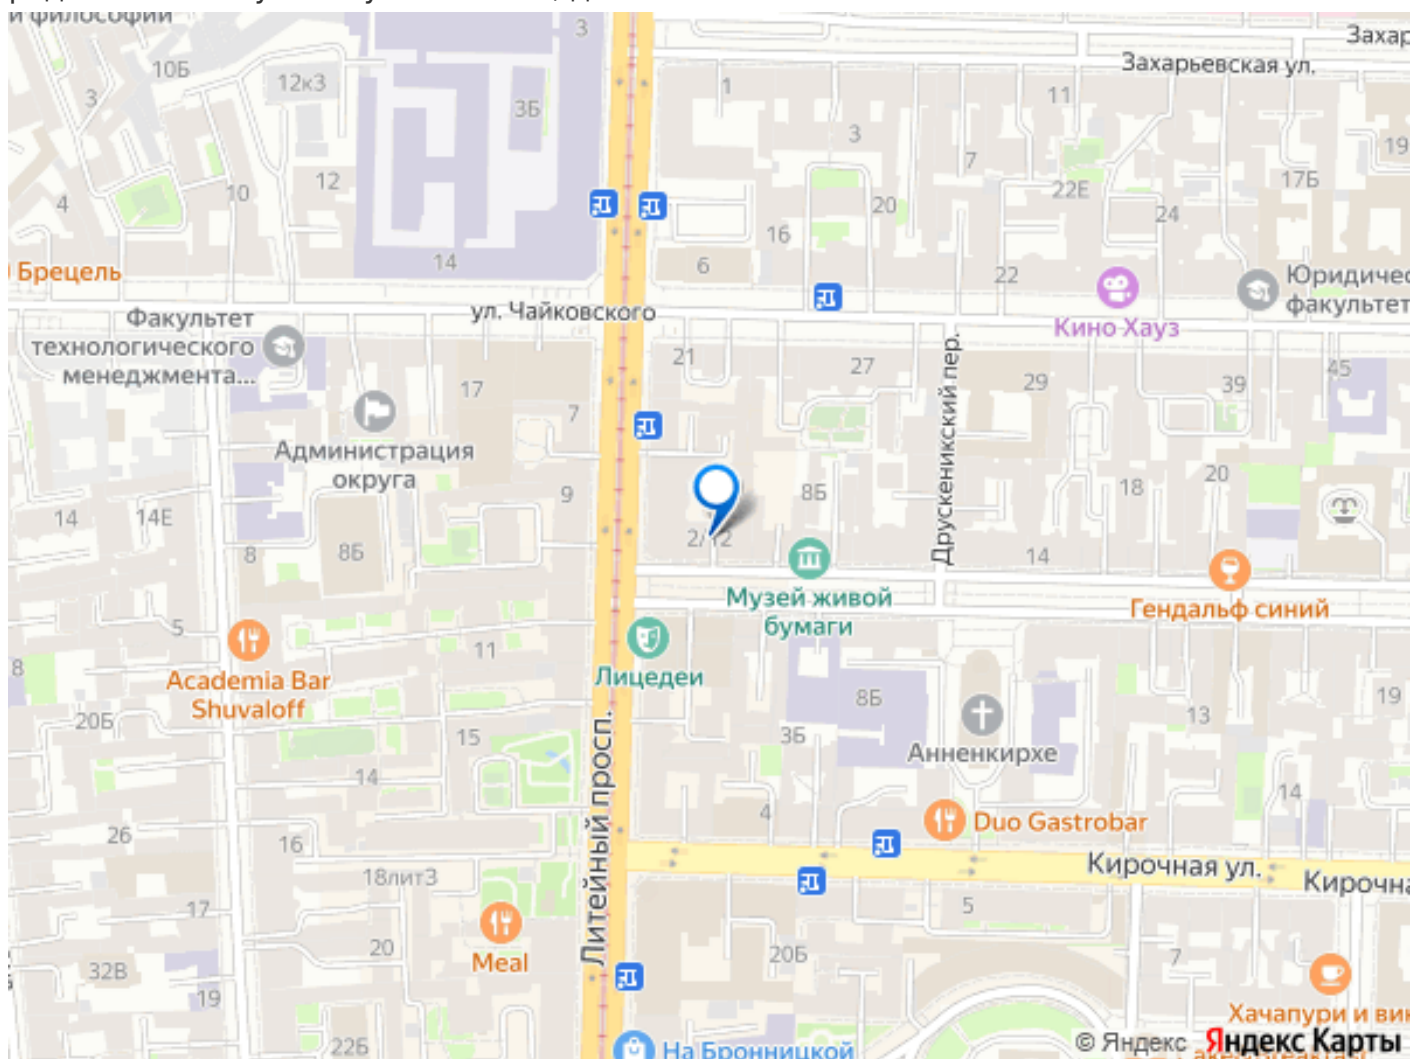 и философии
3
Захар
Захарьевская ул.
10Б
12к3
1
11
3
3Б
3
19
7
17Б
12
10
22Е
4
20
24
16
14
6
22
Брецель
Юридичес
факультет
ул. Чайковского
Кино Хауз
Факультет
технологического
менеджмента...
21
27
29
39
45
17
7
Друскеникский пер.
Администрация
округа
9
8Б
18
20
14
14Е
8
8Б
2/12
14
Музей живой
бумаги
Гендальф синий
5
11
8
Лицедеи
Academia Bar
Shuvaloff
20Б
8Б
19
13
15
3Б
Анненкирхе
14
4
14
Литейный просп.
26
16
Duo Gastrobar
Кирочная ул.
Кирочна
18лит3
17
5
20
20Б
7
Meal
32В
19
Хачапури и вин
22Б
На Бронницкой
© Яндекс Яндекс Карты